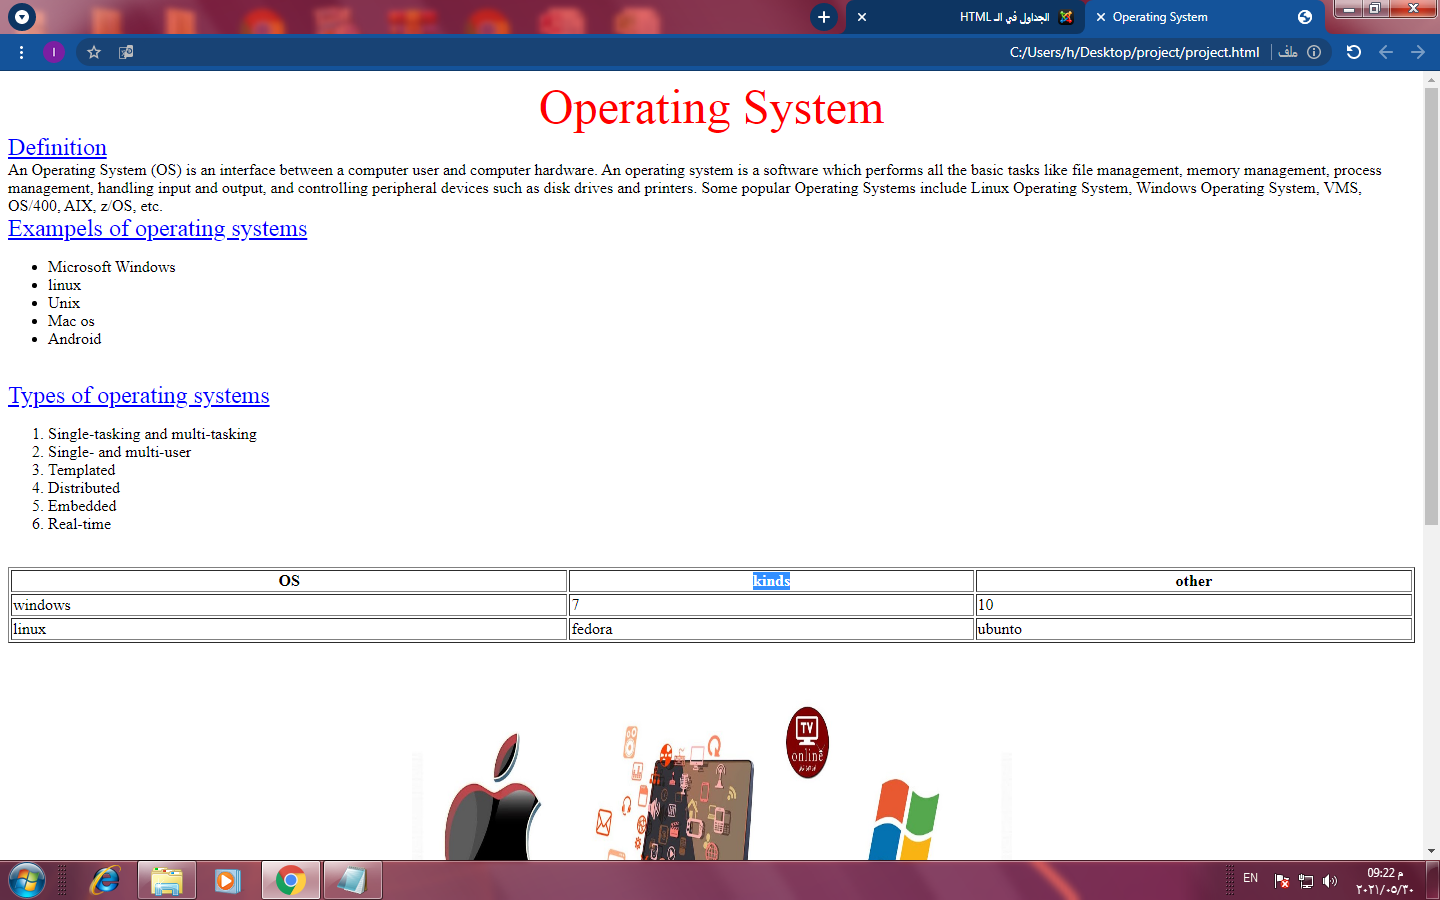 الجداول في الـ HTML
Operating System
C:/Users/h/Desktop/project/project.html
ملف
Operating System
Definition
An Operating System (OS) is an interface between a computer user and computer hardware. An operating system is a software which performs all the basic tasks like file management, memory management, process
management, handling input and output, and controlling peripheral devices such as disk drives and printers. Some popular Operating Systems include Linux Operating System, Windows Operating System, VMS,
OS/400, AIX, z/OS, etc.
Exampels of operating systems
• Microsoft Windows
• linux
• Unix
• Mac os
• Android
Types of operating systems
1. Single-tasking and multi-tasking
2. Single- and multi-user
3. Templated
4. Distributed
5. Embedded
6. Real-time
OS kinds other
windows 7 10
linux fedora ubunto
TV
online
EN
09:22 م
٢٠٢١/٠٥/٢٠